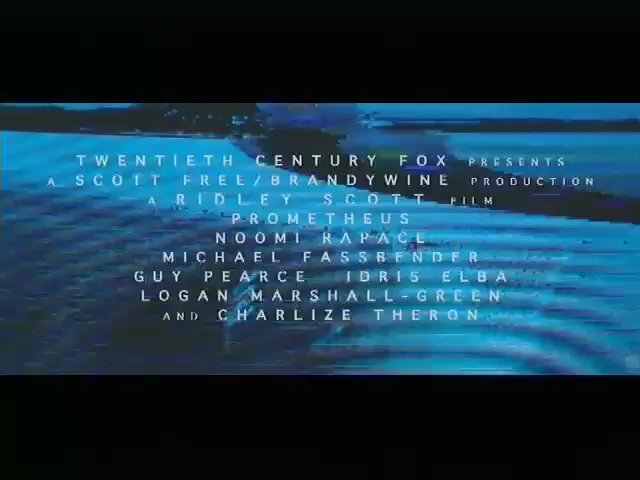 TWENTIETH CENTURY FOX PRESENTS
A SCOTT FREE/BRANDYWINE PRODUCTION
A RIDLEY SCOTT FILM
PROMETHEUS
NOOMI RAPACE
MICHAEL FASSBENDER
GUY PEARCE IDRIS ELBA
LOGAN MARSHALL-GREEN
AND CHARLIZE THERON